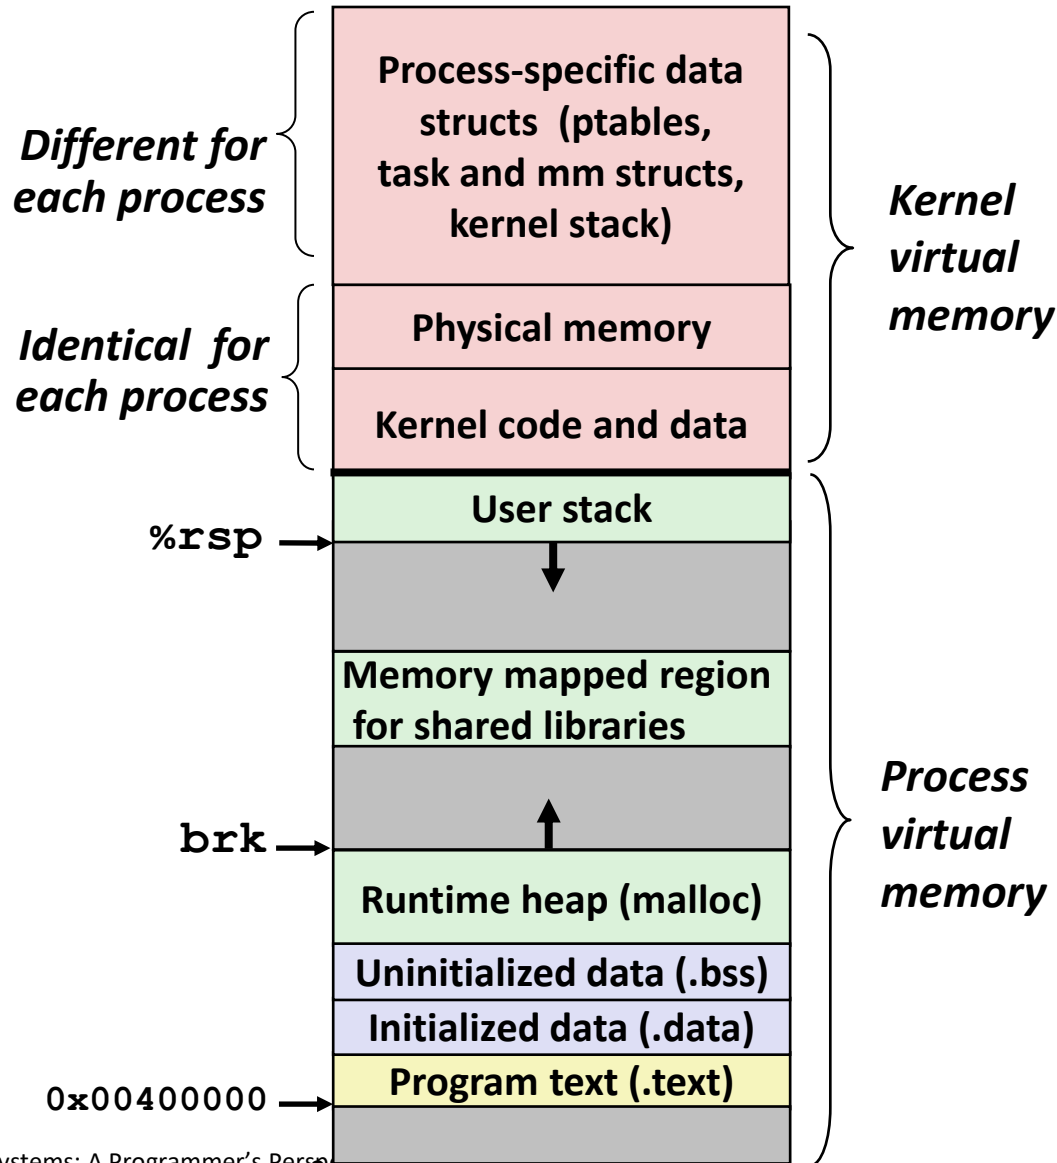 Process-specific data
structs (ptables,
task and mm structs,
kernel stack)
Different for
each process
Kernel
virtual
memory
Physical memory
Identical for
each process
Kernel code and data
User stack
%rsp
Memory mapped region
for shared libraries
Process
virtual
memory
brk
Runtime heap (malloc)
Uninitialized data (.bss)
Initialized data (.data)
Program text (.text)
0x00400000
A Programmer's